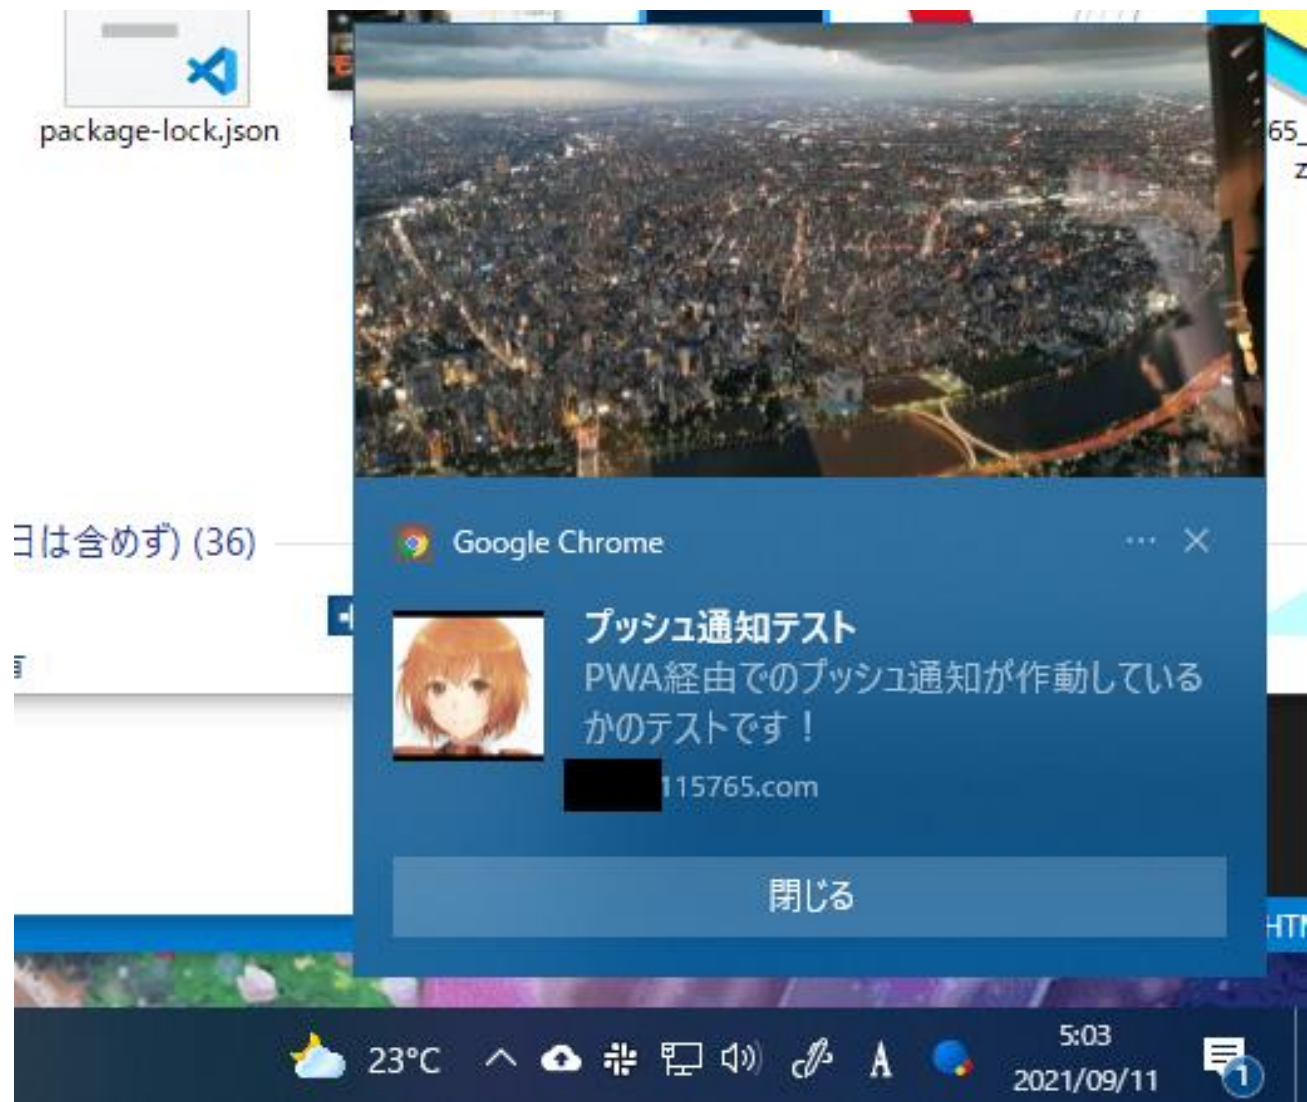 package-lock.json
65_
z
日は含めず) (36)
Google Chrome
プッシュ通知テスト
PWA経由でのプッシュ通知が作動している
かのテストです！
115765.com
閉じる
HTM
23°C
A
5:03
2021/09/11
1